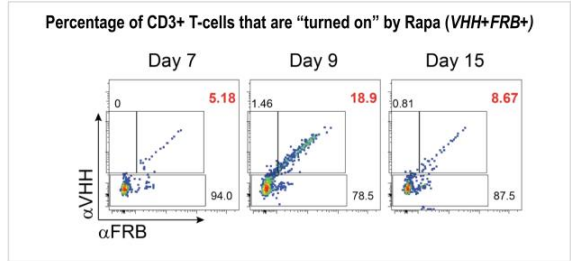 Percentage of CD3+ T-cells that are “turned on” by Rapa (VHH+FRB+)
Day 7 Day 9 Day 15
0 5.18 1.46 18.9 0.81 8.67
94.0 78.5 87.5
αVHH
αFRB